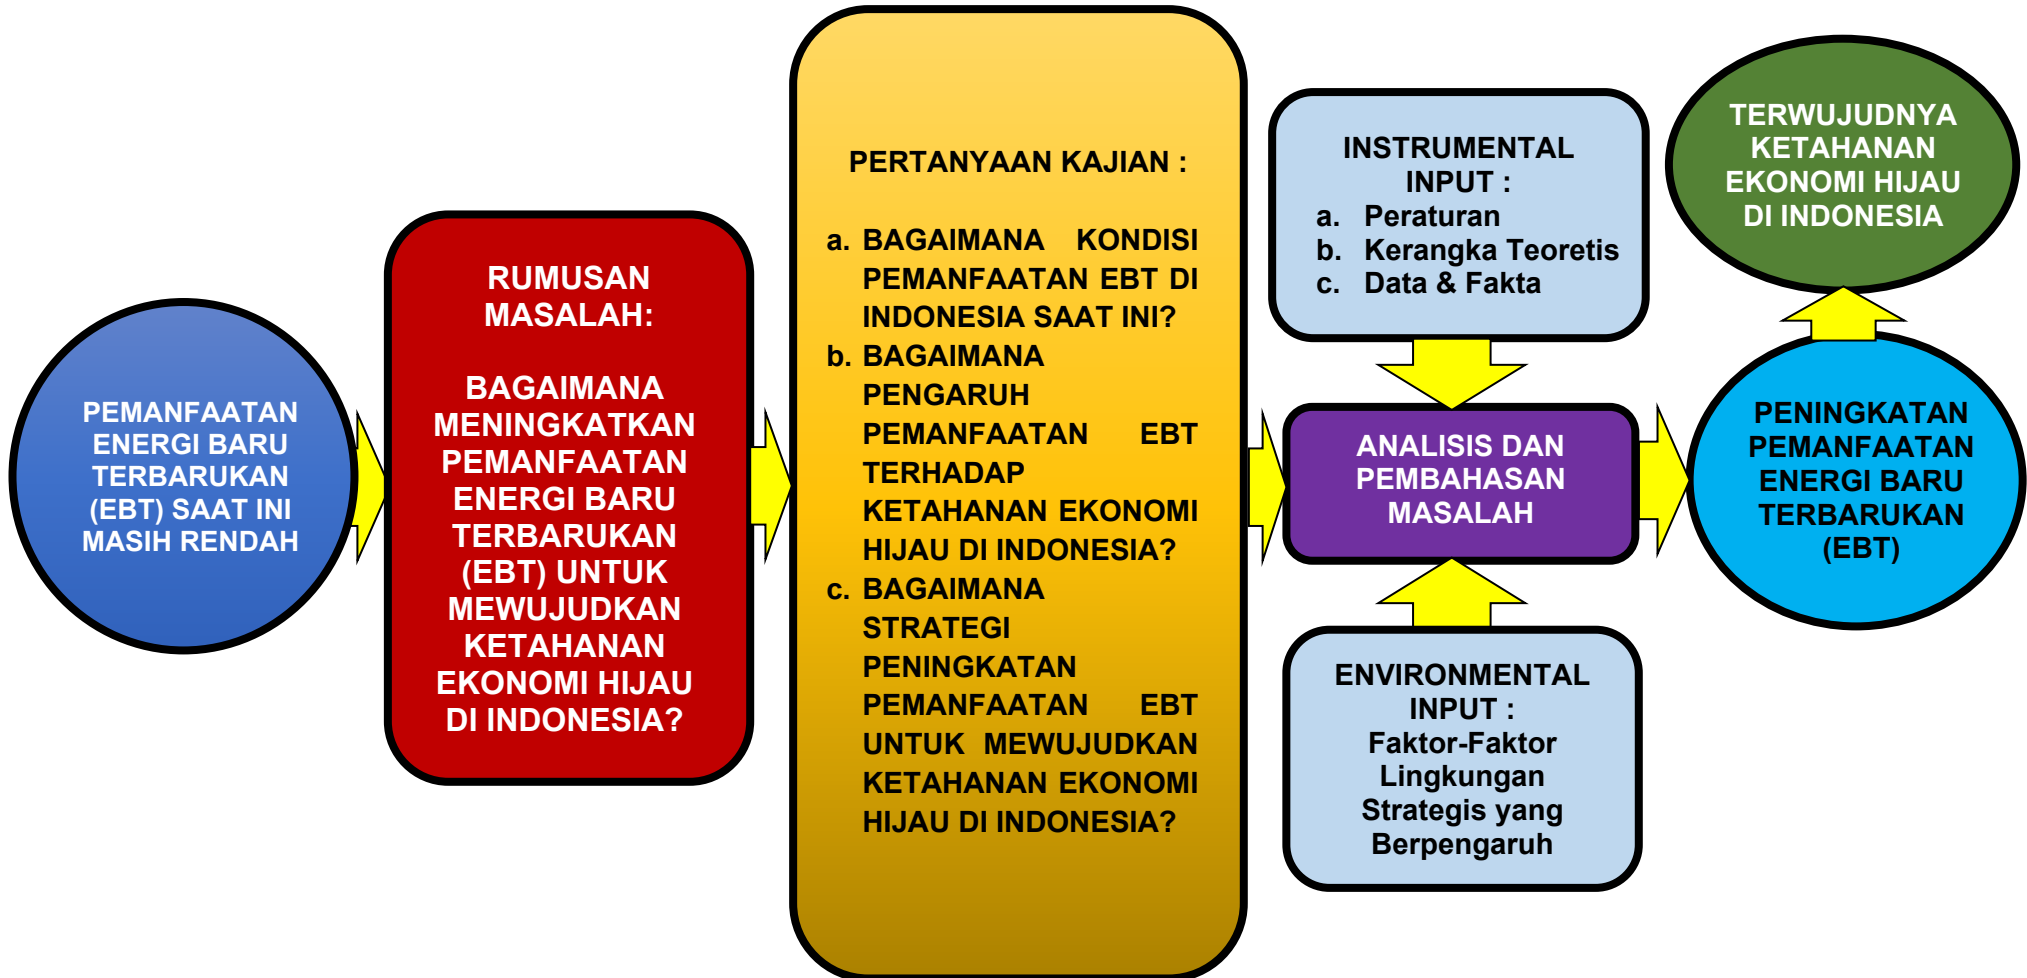 PEMANFAATAN
ENERGI BARU
TERBARUKAN
(EBT) SAAT INI
MASIH RENDAH
RUMUSAN
MASALAH:
BAGAIMANA
MENINGKATKAN
PEMANFAATAN
ENERGI BARU
TERBARUKAN
(EBT) UNTUK
MEWUJUDKAN
KETAHANAN
EKONOMI HIJAU
DI INDONESIA?
PERTANYAAN KAJIAN :
a. BAGAIMANA KONDISI
PEMANFAATAN EBT DI
INDONESIA SAAT INI?
b. BAGAIMANA
PENGARUH
PEMANFAATAN EBT
TERHADAP
KETAHANAN EKONOMI
HIJAU DI INDONESIA?
c. BAGAIMANA
STRATEGI
PENINGKATAN
PEMANFAATAN EBT
UNTUK MEWUJUDKAN
KETAHANAN EKONOMI
HIJAU DI INDONESIA?
INSTRUMENTAL
INPUT :
a. Peraturan
b. Kerangka Teoretis
c. Data & Fakta
ANALISIS DAN
PEMBAHASAN
MASALAH
ENVIRONMENTAL
INPUT :
Faktor-Faktor
Lingkungan
Strategis yang
Berpengaruh
PENINGKATAN
PEMANFAATAN
ENERGI BARU
TERBARUKAN
(EBT)
TERWUJUDNYA
KETAHANAN
EKONOMI HIJAU
DI INDONESIA